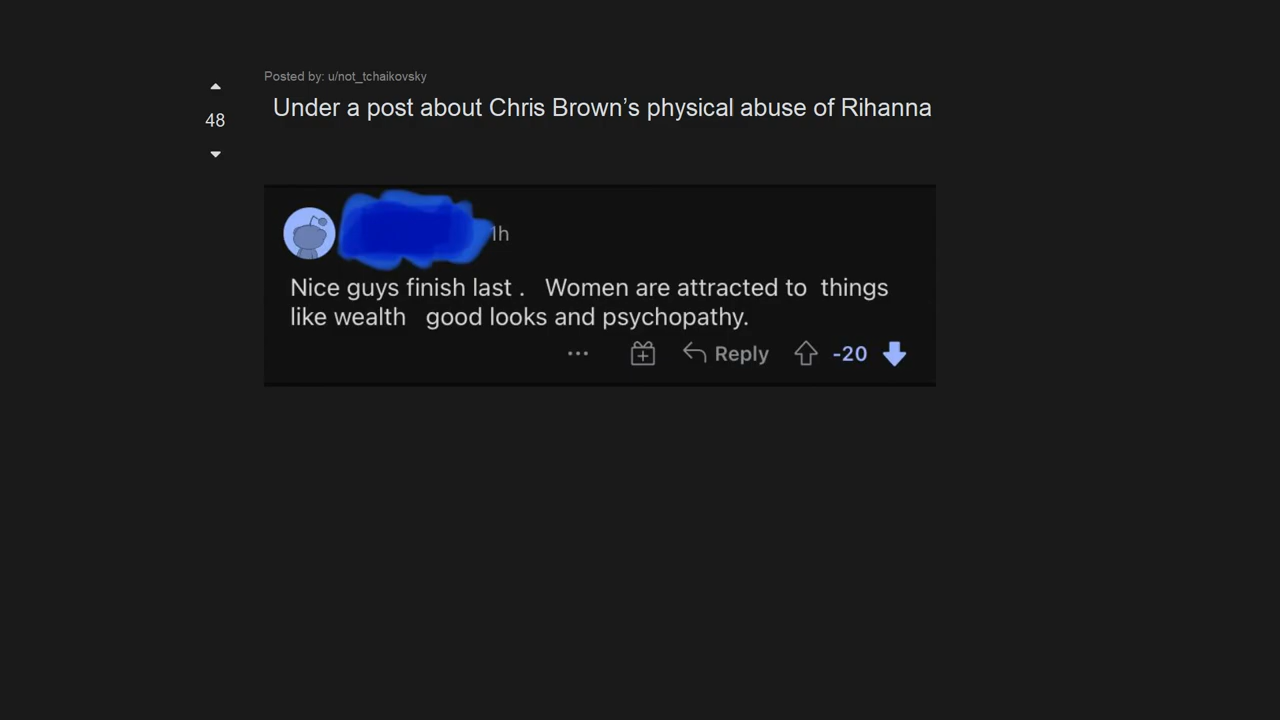 Posted by: u/not_tchaikovsky
48
Under a post about Chris Brown’s physical abuse of Rihanna
1h
Nice guys finish last .   Women are attracted to  things
like wealth   good looks and psychopathy.
... Reply -20